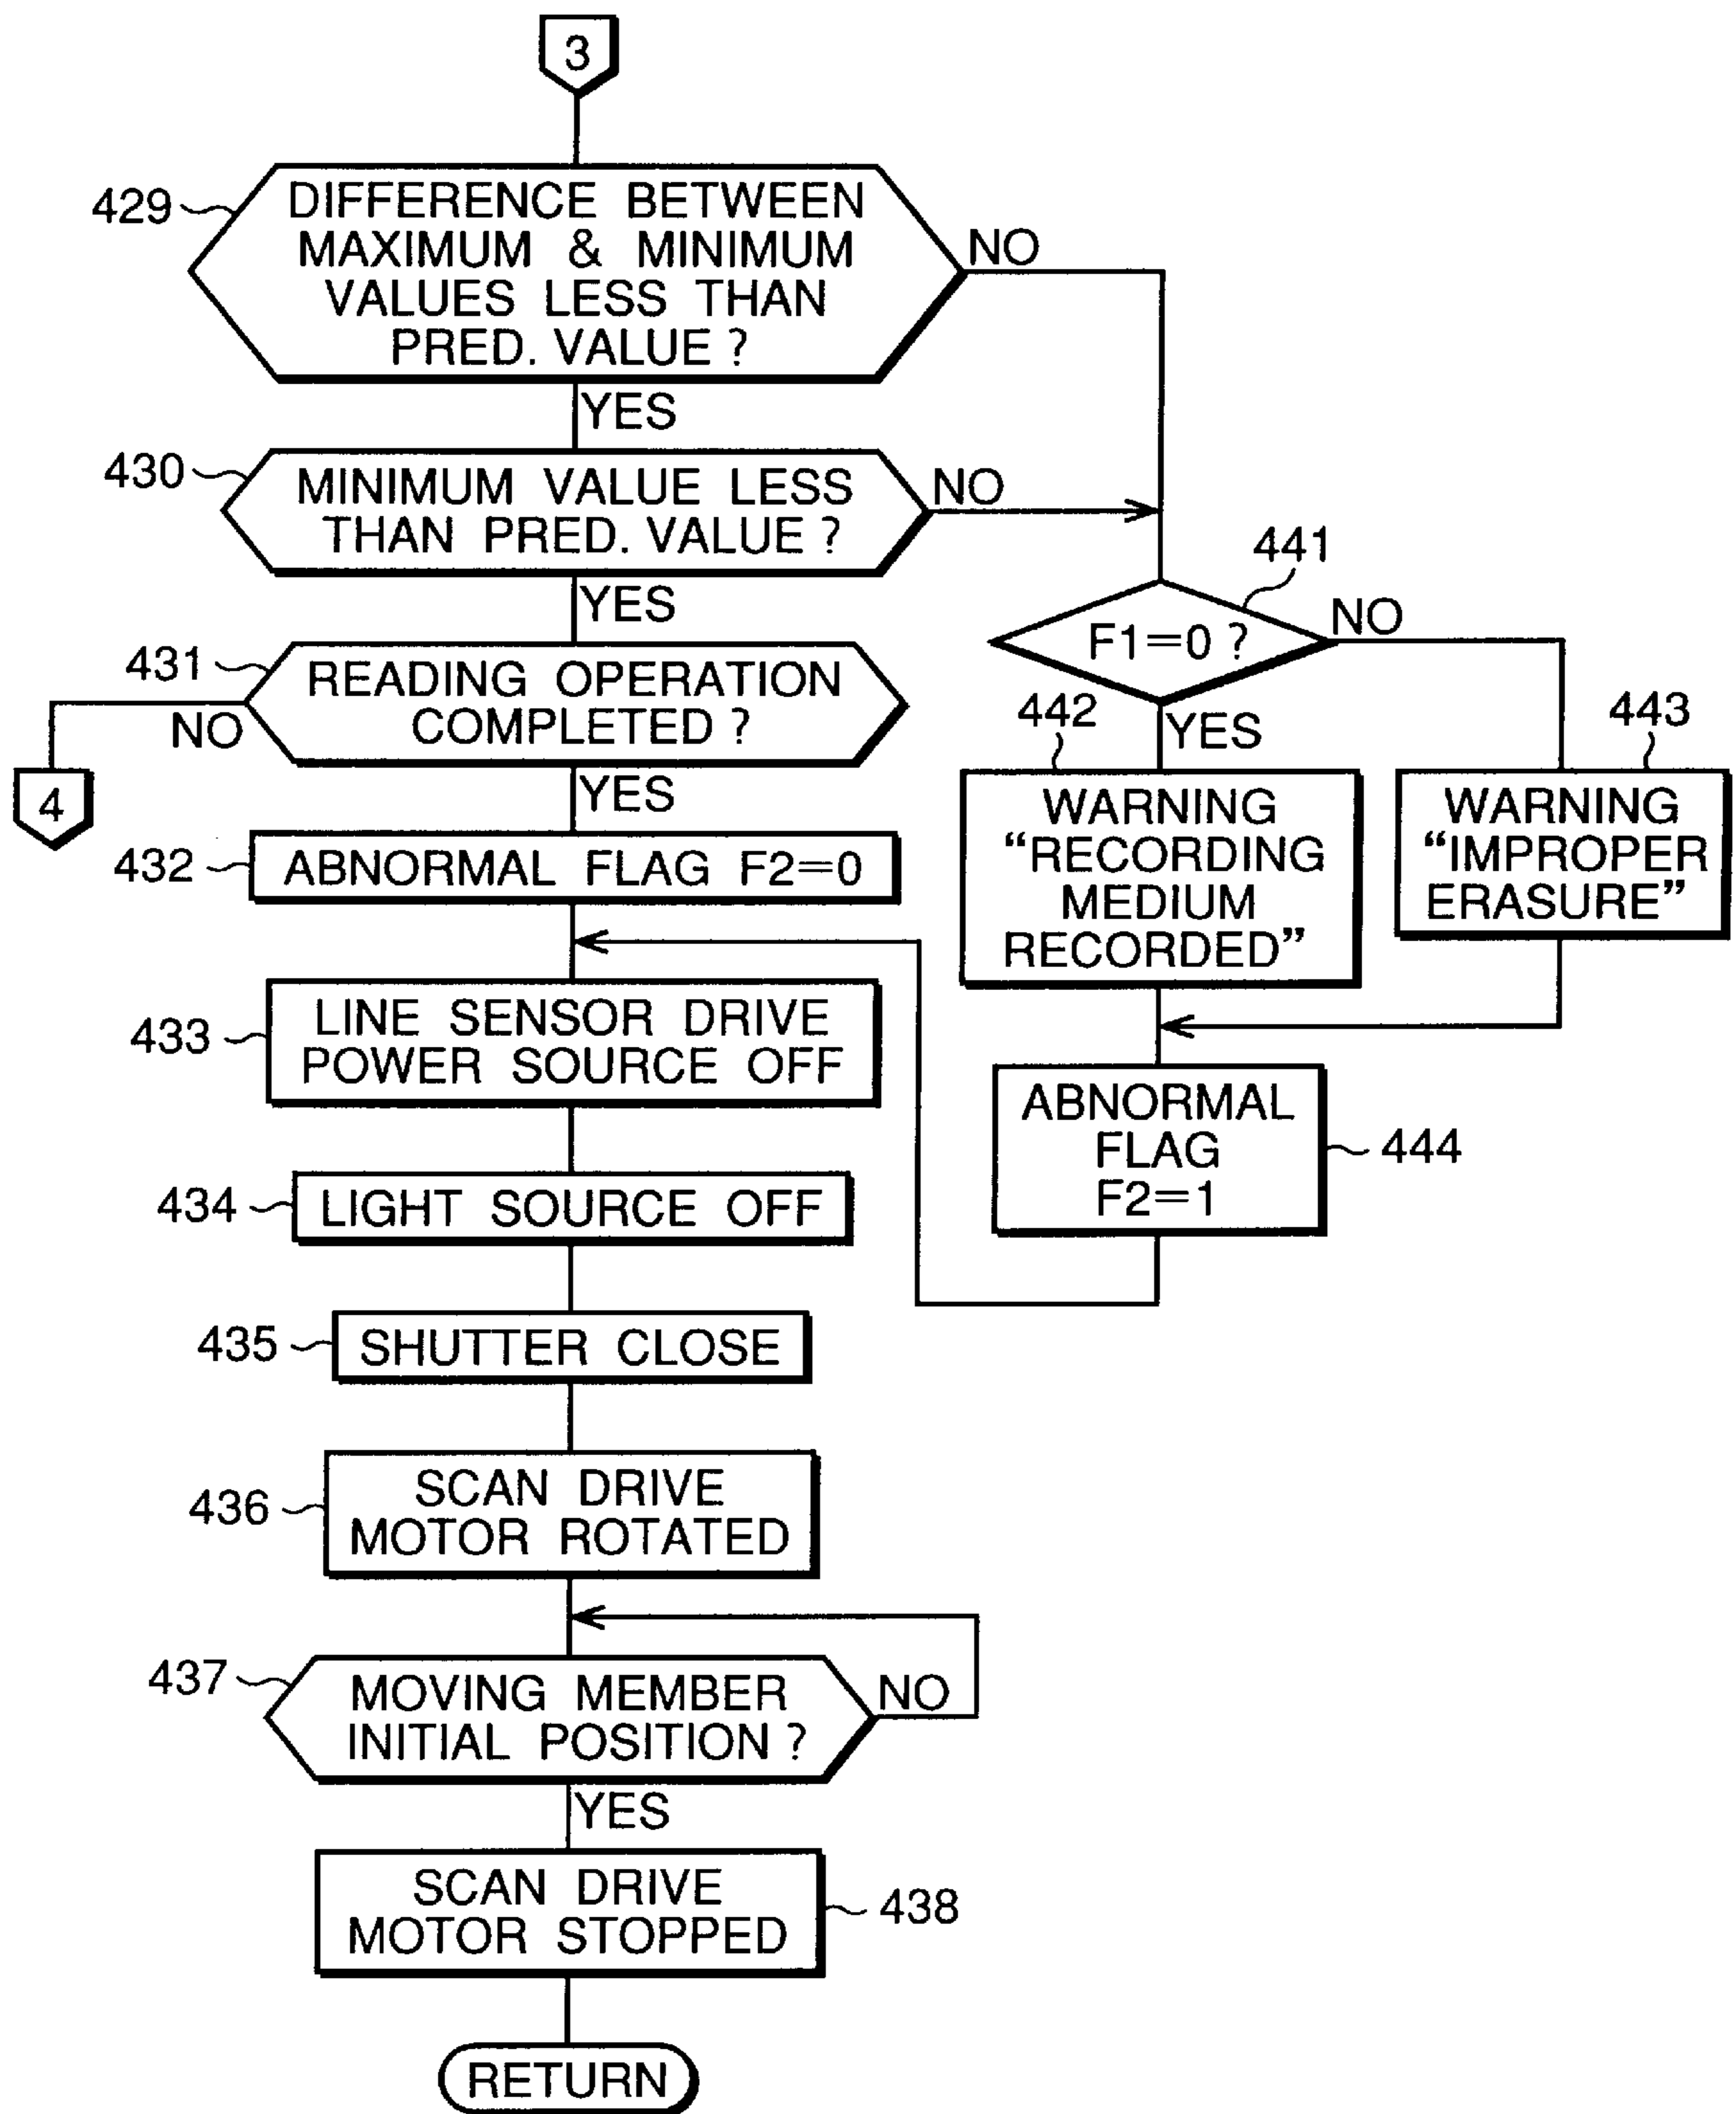 3
429
DIFFERENCE BETWEEN
MAXIMUM & MINIMUM
VALUES LESS THAN
PRED. VALUE ?
NO
YES
430
MINIMUM VALUE LESS
THAN PRED. VALUE ?
NO
YES
431
READING OPERATION
COMPLETED ?
NO
4
YES
432
ABNORMAL FLAG F2=0
433
LINE SENSOR DRIVE
POWER SOURCE OFF
434
LIGHT SOURCE OFF
435
SHUTTER CLOSE
436
SCAN DRIVE
MOTOR ROTATED
437
MOVING MEMBER
INITIAL POSITION ?
NO
YES
SCAN DRIVE
MOTOR STOPPED
438
RETURN
441
F1=0 ?
NO
YES
442
WARNING
“RECORDING
MEDIUM
RECORDED”
443
WARNING
“IMPROPER
ERASURE”
ABNORMAL
FLAG
F2=1
444